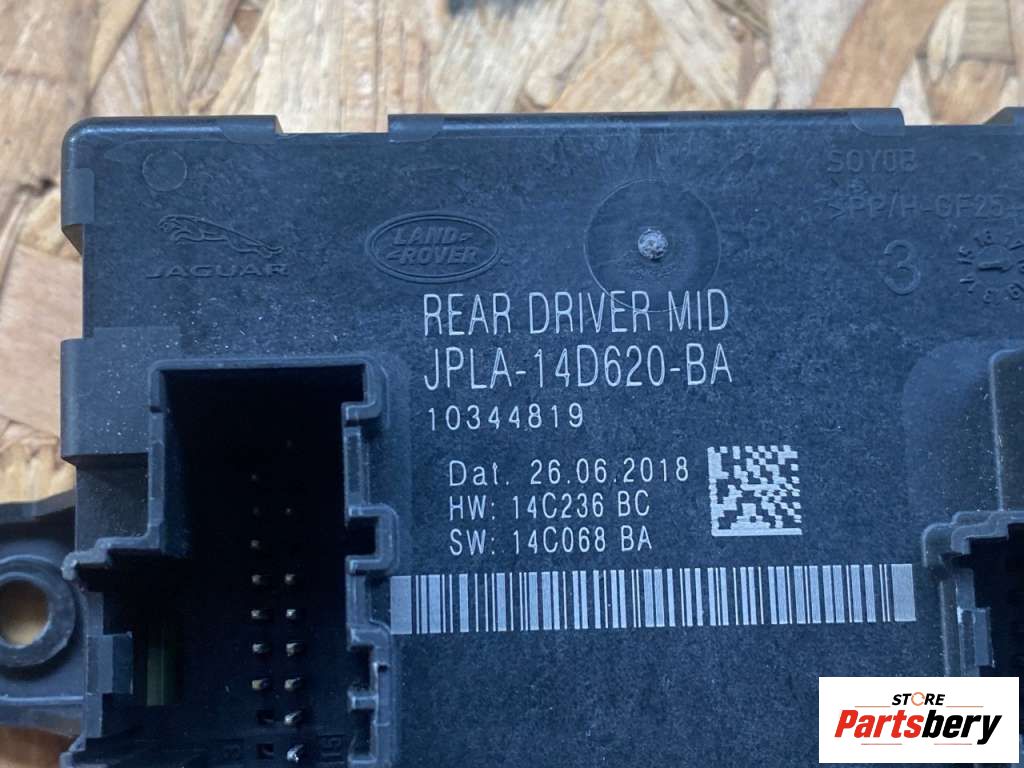 JAGUAR
LAND
ROVER
3
REAR DRIVER MID
JPLA-14D620-BA
10344819
Dat. 26.06.2018
HW: 14C236 BC
SW: 14C068 BA
STORE
Partsbery